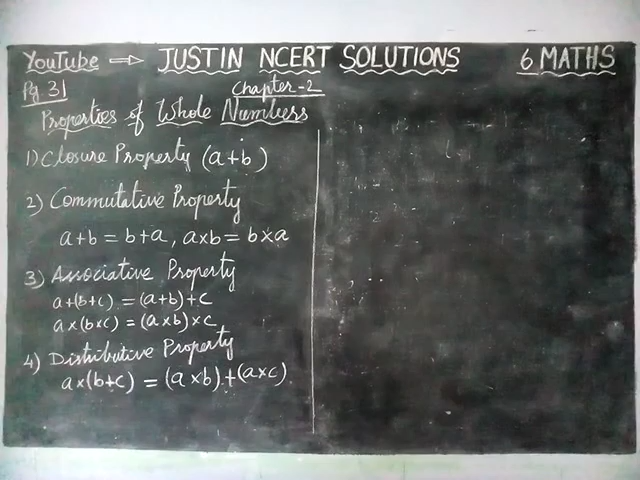 YouTube ⇒ JUSTIN NCERT SOLUTIONS 6 MATHS
Pg 31 Chapter-2
Properties of Whole Numbers
1) Closure Property (a+b)
2) Commutative Property
a+b = b+a, a×b = b×a
3) Associative Property
a+(b+c) = (a+b)+c
a×(b×c) = (a×b)×c
4) Distributive Property
a×(b+c) = (a×b)+(a×c)